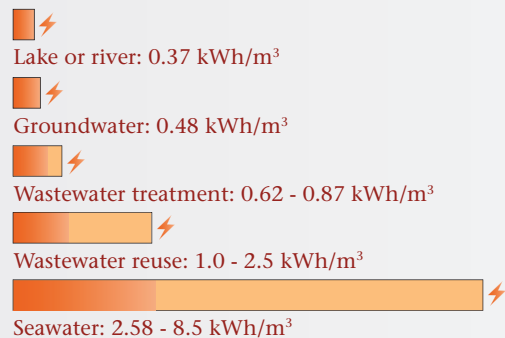 Lake or river: 0.37 kWh/m³
Groundwater: 0.48 kWh/m³
Wastewater treatment: 0.62 - 0.87 kWh/m³
Wastewater reuse: 1.0 - 2.5 kWh/m³
Seawater: 2.58 - 8.5 kWh/m³